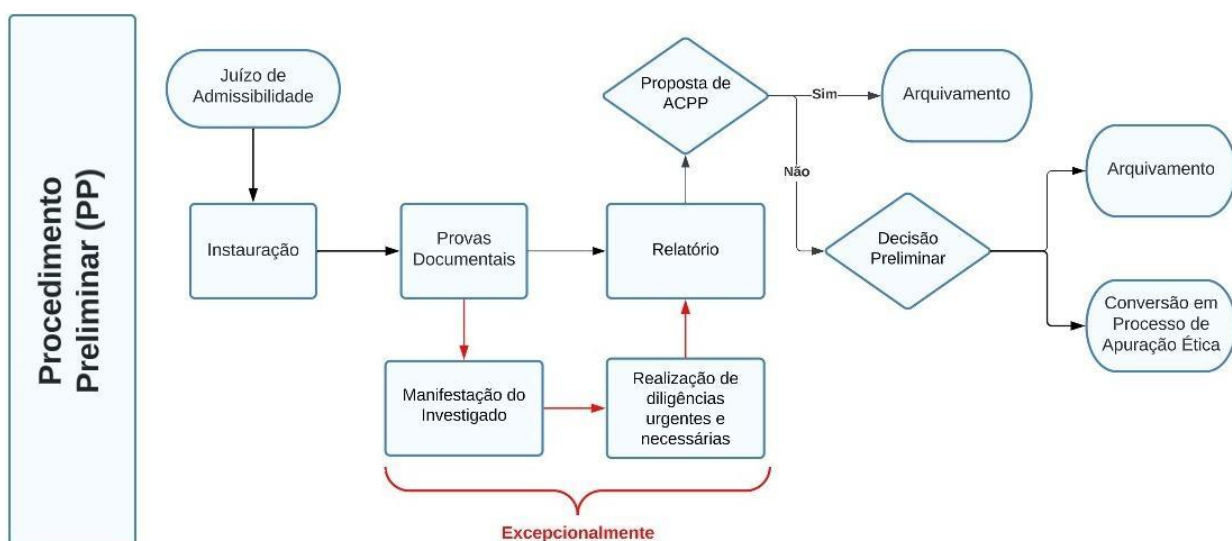 Procedimento
Preliminar (PP)
Juízo de
Admissibilidade
Instauração
Provas
Documentais
Relatório
Proposta de
ACPP
Sim
Arquivamento
Não
Decisão
Preliminar
Arquivamento
Conversão em
Processo de
Apuração Ética
Manifestação do
Investigado
Realização de
diligências
urgentes e
necessárias
Excepcionalmente